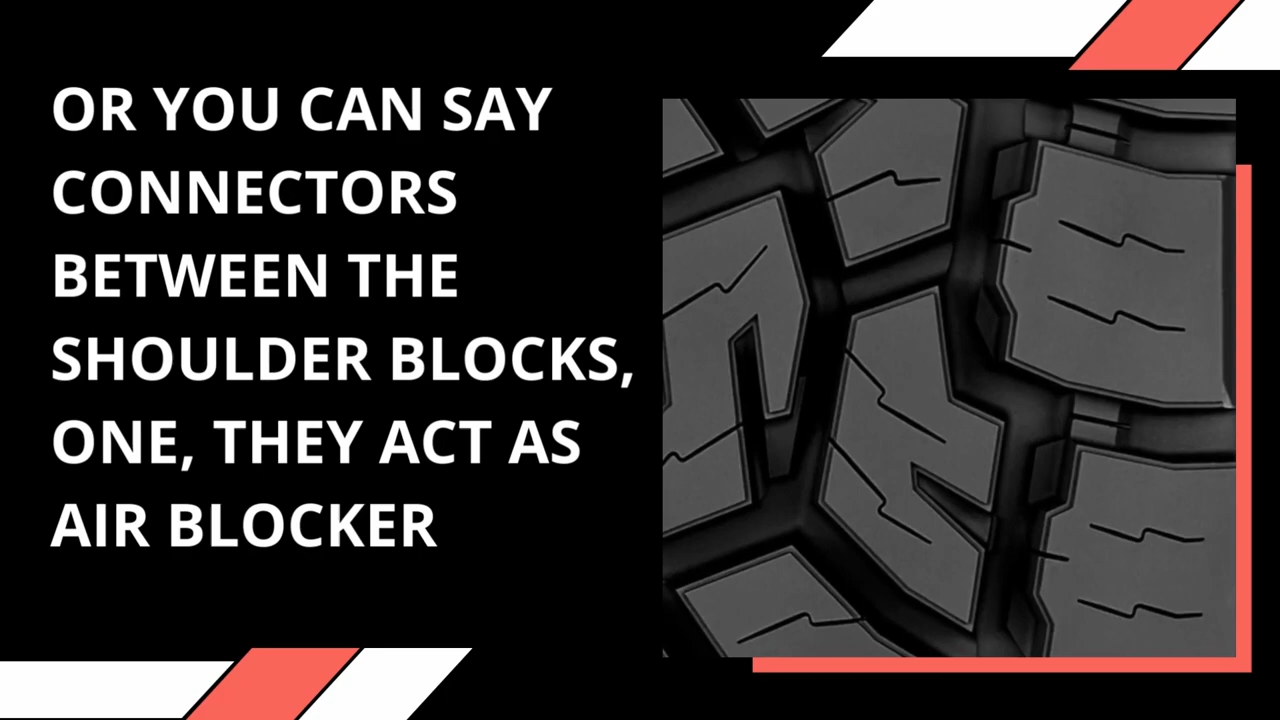 OR YOU CAN SAY
CONNECTORS
BETWEEN THE
SHOULDER BLOCKS,
ONE, THEY ACT AS
AIR BLOCKER